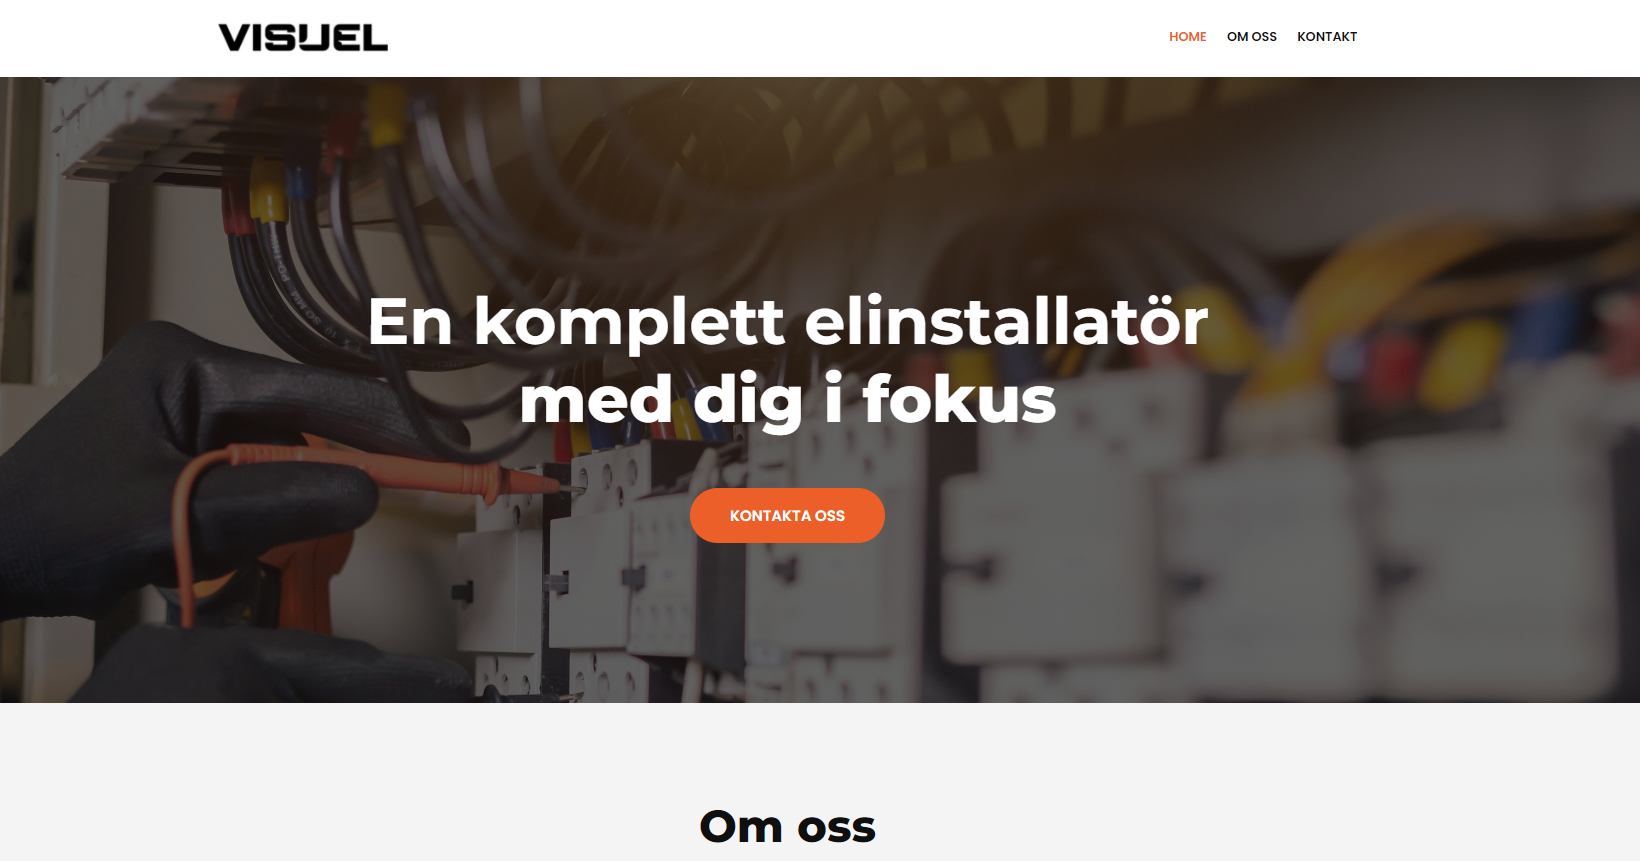 VISUEL
HOME OM OSS KONTAKT
En komplett elinstallatör
med dig i fokus
KONTAKTA OSS
Om oss